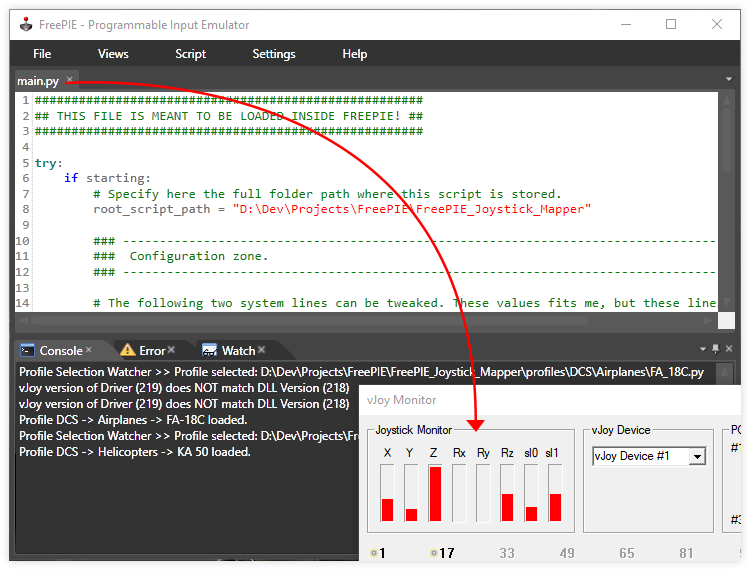 FreePIE - Programmable Input Emulator
File Views Script Settings Help
main.py
1 #####################################################
2 ## THIS FILE IS MEANT TO BE LOADED INSIDE FREEPIE! ##
3 #####################################################
4
5 try:
6 if starting:
7 # Specify here the full folder path where this script is stored.
8 root_script_path = "D:\Dev\Projects\FreePIE\FreePIE_Joystick_Mapper"
9
10 ### --------------------------------------------------------------------------------
11 ### Configuration zone.
12 ### --------------------------------------------------------------------------------
13
14 # The following two system lines can be tweaked. These values fits me, but these line
Console Error Watch
Profile Selection Watcher >> Profile selected: D:\Dev\Projects\FreePIE\FreePIE_Joystick_Mapper\profiles\DCS\Airplanes\FA_18C.py
vJoy version of Driver (219) does NOT match DLL Version (218)
vJoy version of Driver (219) does NOT match DLL Version (218)
Profile DCS -> Airplanes -> FA-18C loaded.
Profile Selection Watcher >> Profile selected: D:\Dev\Projects\Fre
Profile DCS -> Helicopters -> KA 50 loaded.
vJoy Monitor
Joystick Monitor
X Y Z Rx Ry Rz sl0 sl1
vJoy Device
vJoy Device #1
PO
#1
#3
1 17 33 49 65 81